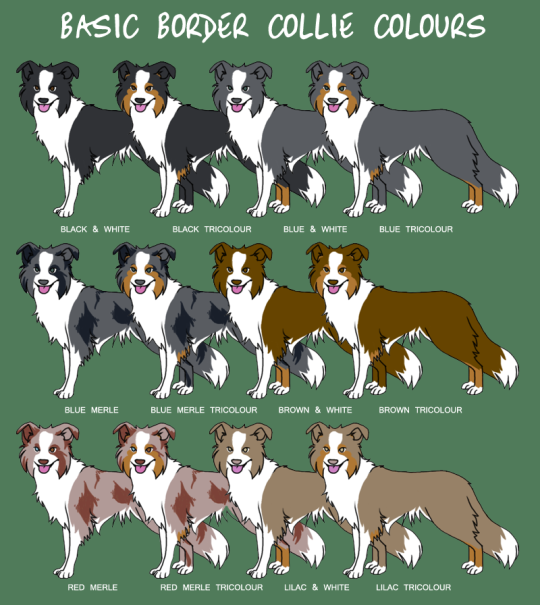 BASIC BORDER COLLIE COLOURS
BLACK & WHITE BLACK TRICOLOUR BLUE & WHITE BLUE TRICOLOUR
BLUE MERLE BLUE MERLE TRICOLOUR BROWN & WHITE BROWN TRICOLOUR
RED MERLE RED MERLE TRICOLOUR LILAC & WHITE LILAC TRICOLOUR